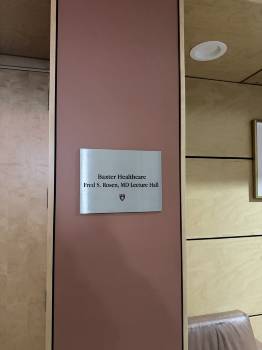 Baxter Healthcare
Fred S. Rosen, MD Lecture Hall